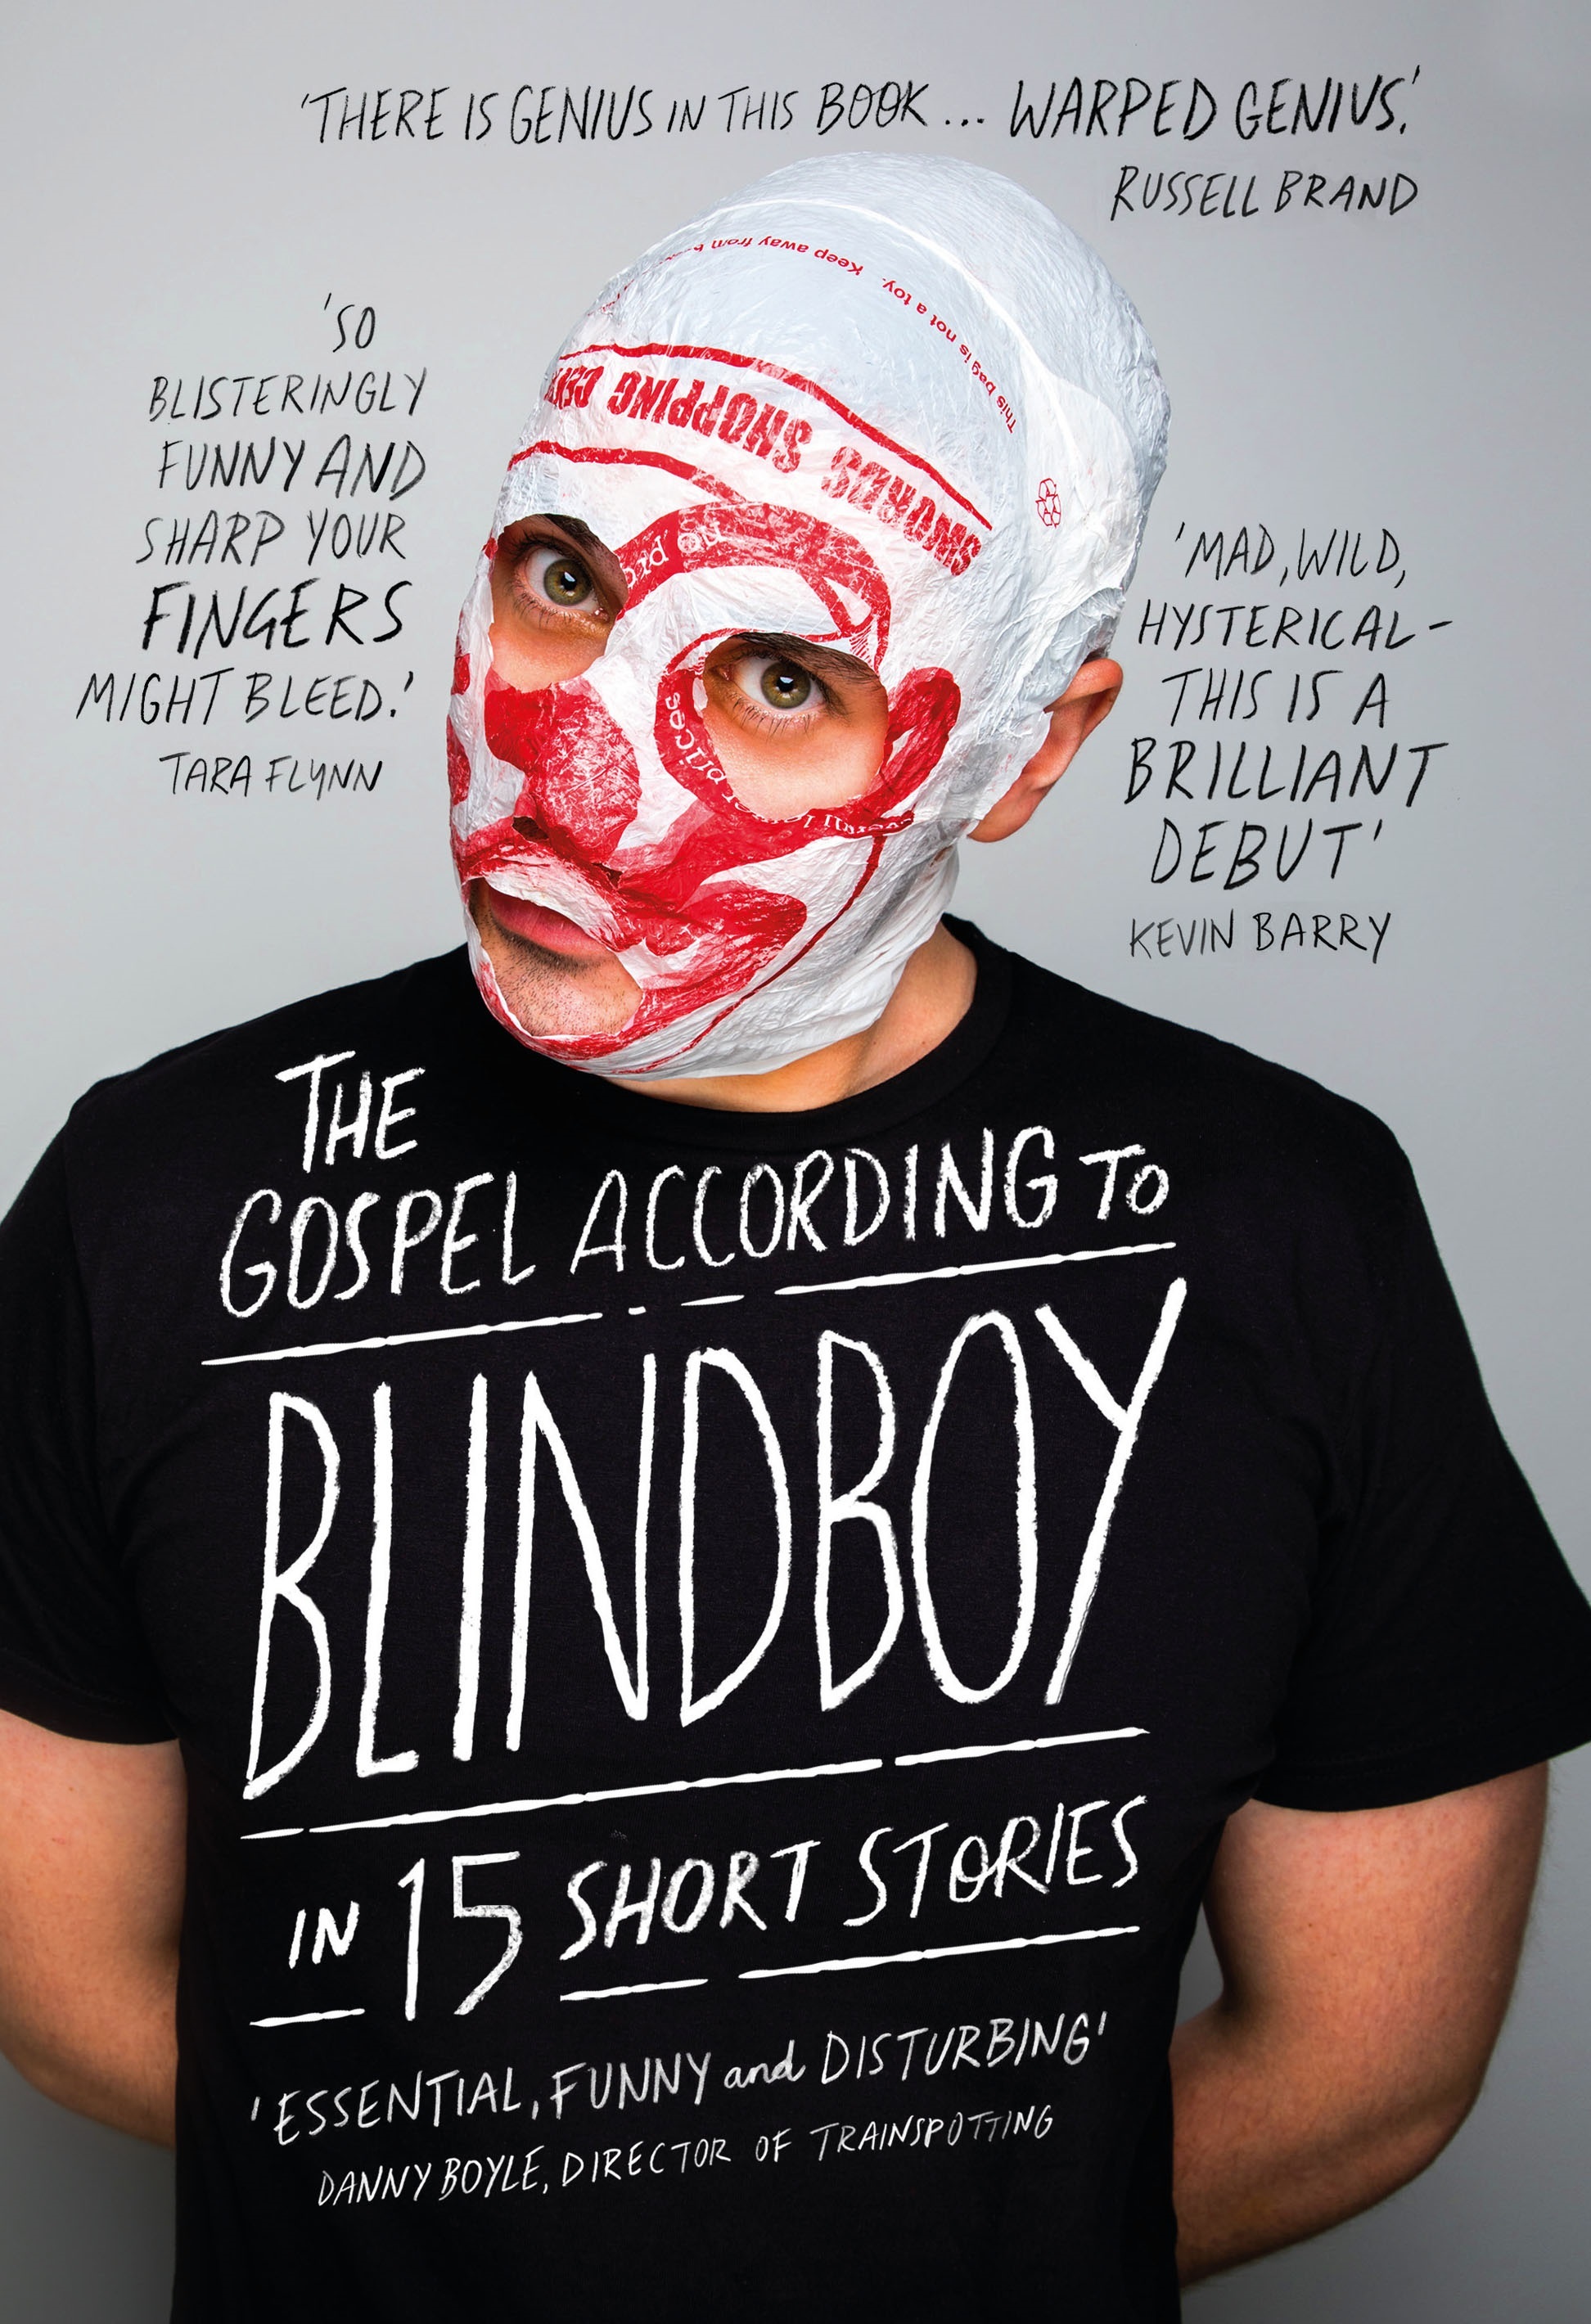 'THERE IS GENIUS IN THIS BOOK... WARPED GENIUS.'
RUSSELL BRAND
'SO
BLISTERINGLY
FUNNY AND
SHARP YOUR
FINGERS
MIGHT BLEED.'
TARA FLYNN
This bag is not a toy. Keep away from
SHORDS SHOPPING
'MAD, WILD,
HYSTERICAL-
THIS IS A
BRILLIANT
DEBUT'
KEVIN BARRY
THE
GOSPEL ACCORDING TO
BLINDBOY
IN 15 SHORT STORIES
'ESSENTIAL, FUNNY and DISTURBING'
DANNY BOYLE, DIRECTOR OF TRAINSPOTTING